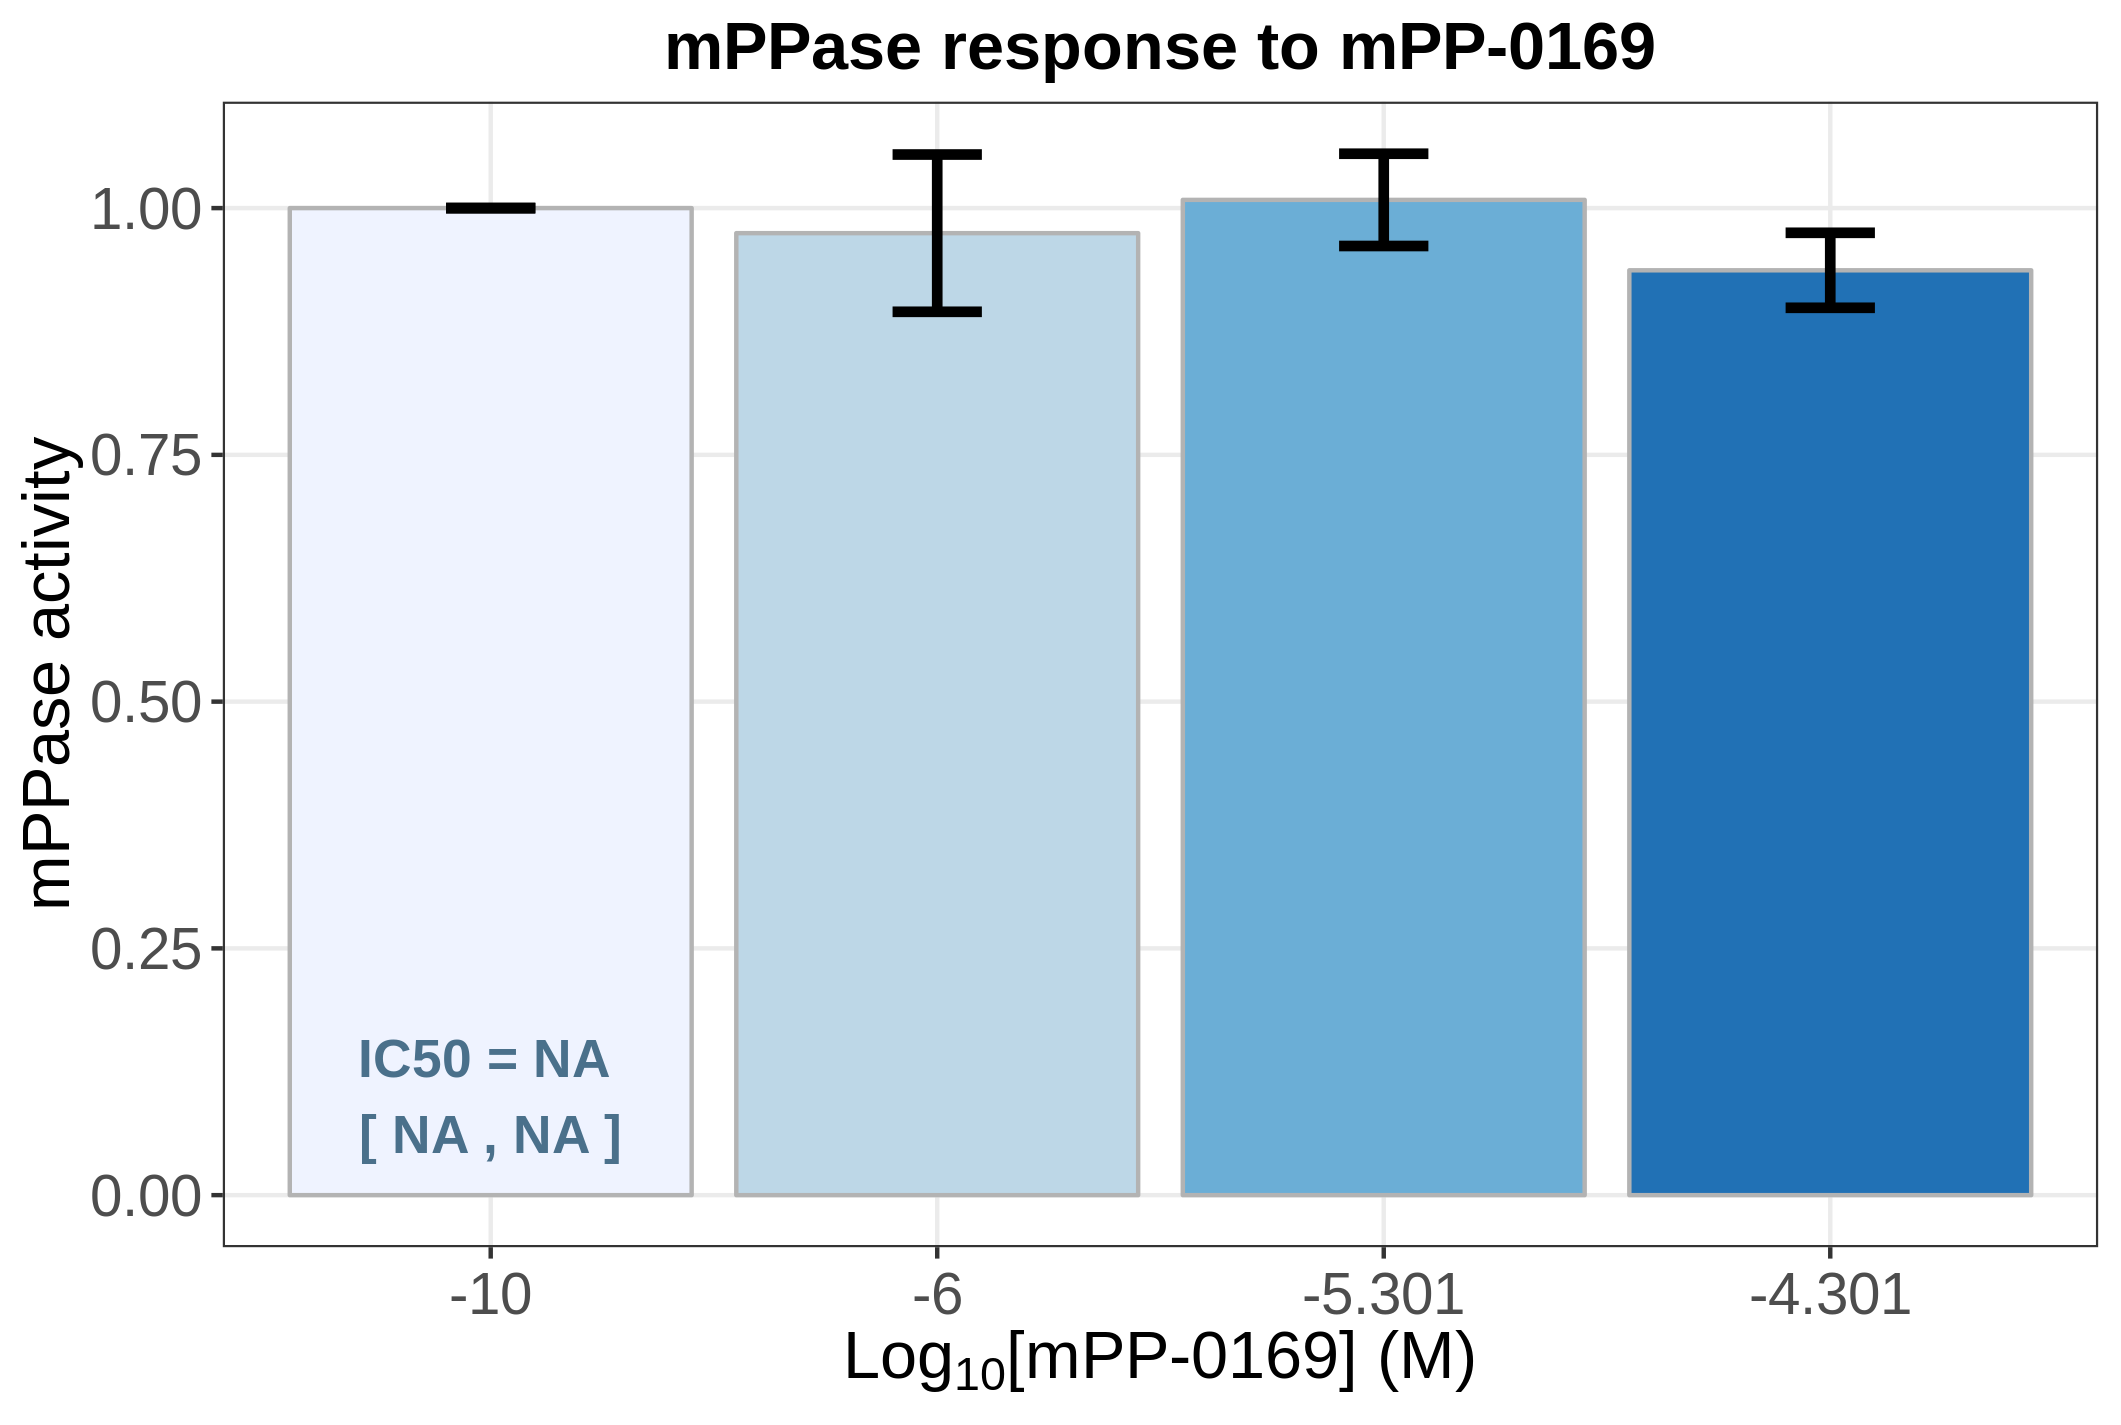 mPPase response to mPP-0169
mPPase activity
1.00
0.75
0.50
0.25
0.00
IC50 = NA
[ NA , NA ]
-10 -6 -5.301 -4.301
Log₁₀[mPP-0169] (M)